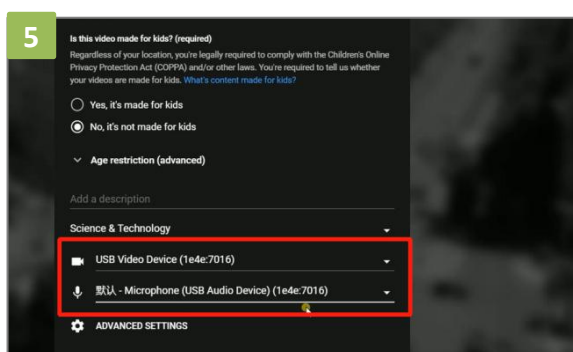 5
Is this video made for kids? (required)
Regardless of your location, you're legally required to comply with the Children's Online
Privacy Protection Act (COPPA) and/or other laws. You're required to tell us whether
your videos are made for kids. What's content made for kids?
Yes, it's made for kids
No, it's not made for kids
Age restriction (advanced)
Add a description
Science & Technology
USB Video Device (1e4e:7016)
默认 - Microphone (USB Audio Device) (1e4e:7016)
ADVANCED SETTINGS